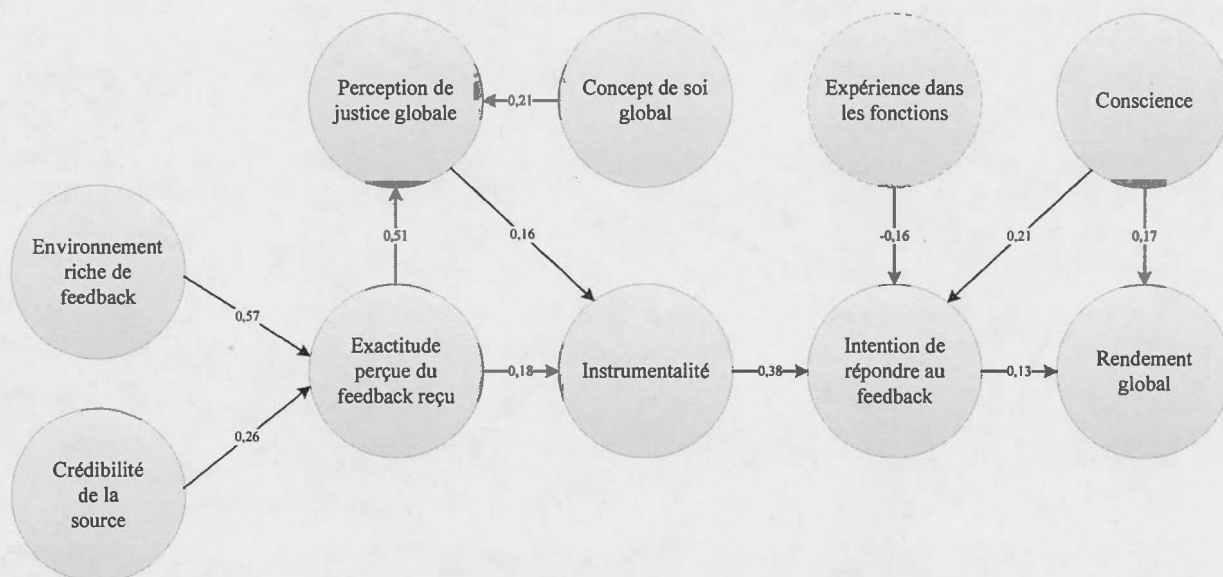 Perception de
justice globale
0,21
Concept de soi
global
Expérience dans
les fonctions
Conscience
0,51
0,16
-0,16
0,21
0,17
Environnement
riche de
feedback
0,57
Exactitude
perçue du
feedback reçu
0,18
Instrumentalité
0,38
Intention de
répondre au
feedback
0,13
Rendement
global
0,26
Crédibilité
de la
source